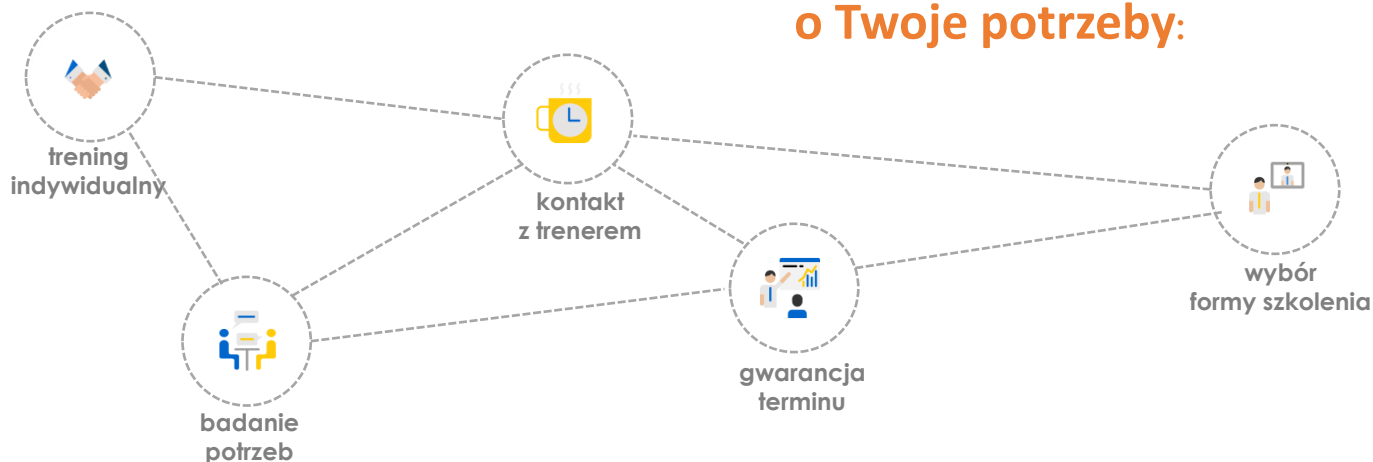 o Twoje potrzeby:
trening
indywidualny
kontakt
z trenerem
wybór
formy szkolenia
gwarancja
terminu
badanie
potrzeb